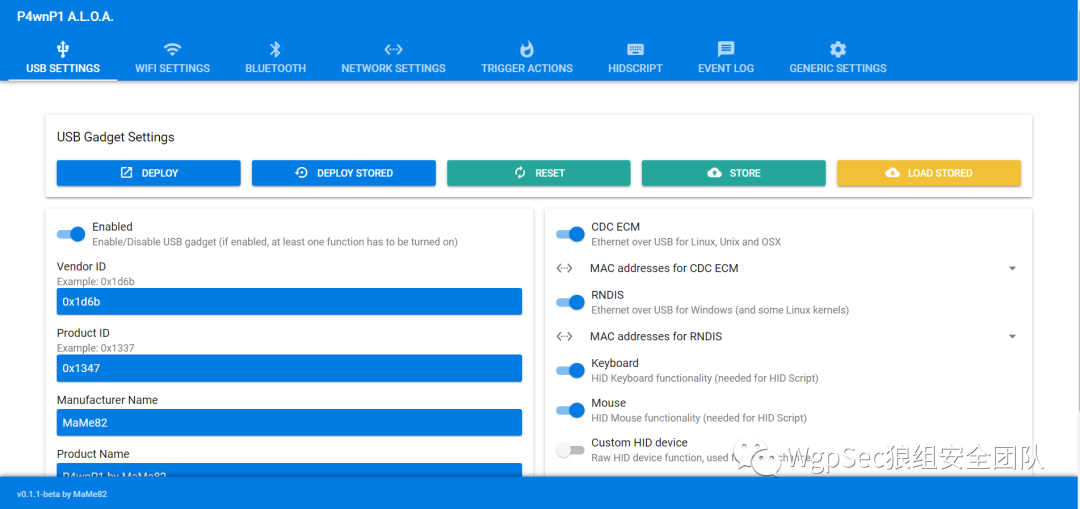 P4wnP1 A.L.O.A.
USB SETTINGS
WIFI SETTINGS
BLUETOOTH
NETWORK SETTINGS
TRIGGER ACTIONS
HIDSCRIPT
EVENT LOG
GENERIC SETTINGS
USB Gadget Settings
DEPLOY
DEPLOY STORED
RESET
STORE
LOAD STORED
Enabled
Enable/Disable USB gadget (if enabled, at least one function has to be turned on)
Vendor ID
Example: 0x1d6b
0x1d6b
Product ID
Example: 0x1337
0x1347
Manufacturer Name
MaMe82
Product Name
P4wnP1 by MaMe82
CDC ECM
Ethernet over USB for Linux, Unix and OSX
MAC addresses for CDC ECM
RNDIS
Ethernet over USB for Windows (and some Linux kernels)
MAC addresses for RNDIS
Keyboard
HID Keyboard functionality (needed for HID Script)
Mouse
HID Mouse functionality (needed for HID Script)
Custom HID device
Raw HID device function, used
WgpSec狼组安全团队
v0.1.1-beta by MaMe82